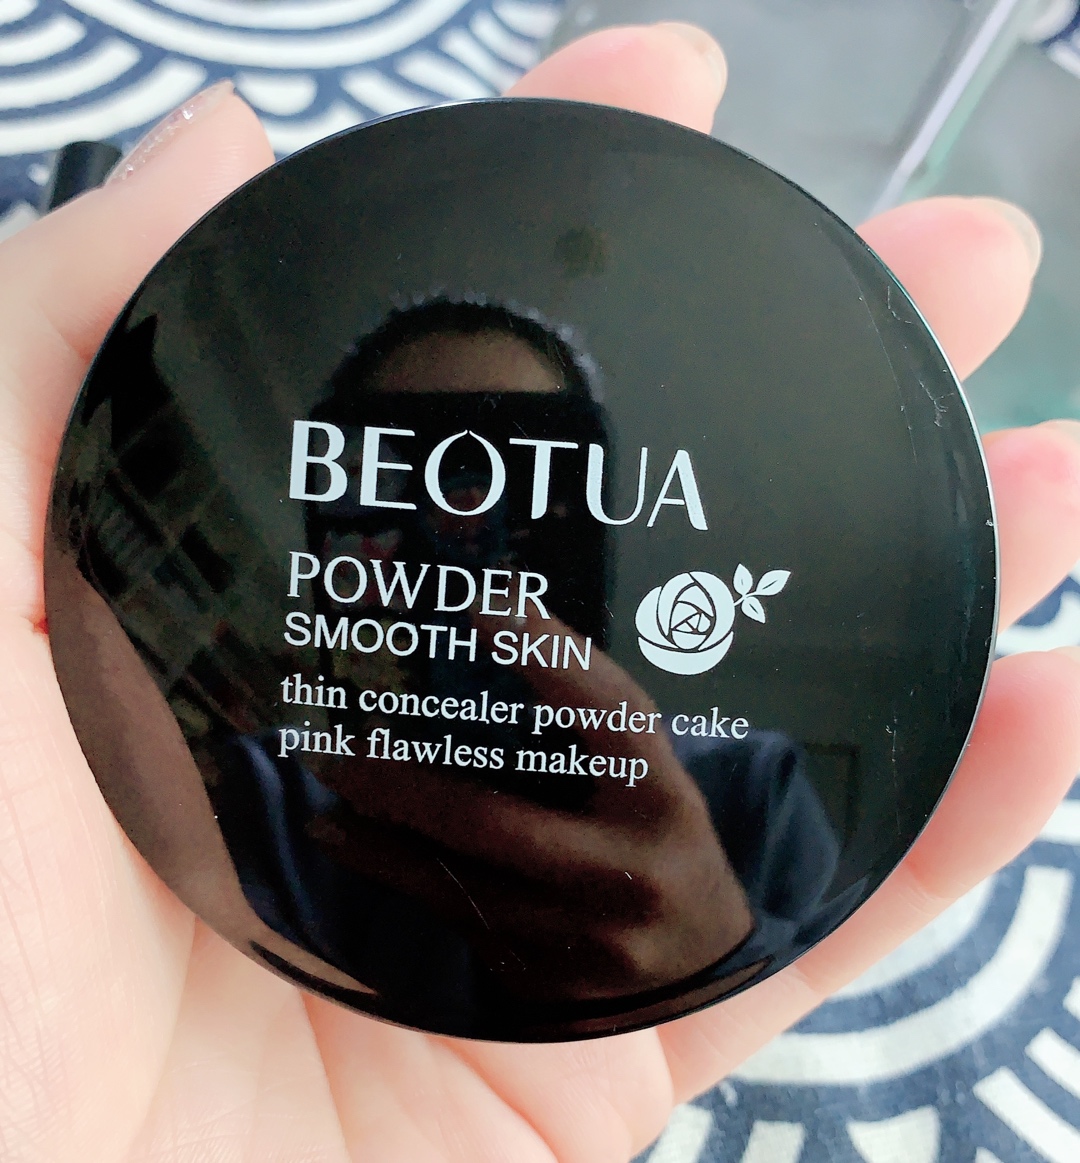 BEOTUA
POWDER
SMOOTH SKIN
thin concealer powder cake
pink flawless makeup